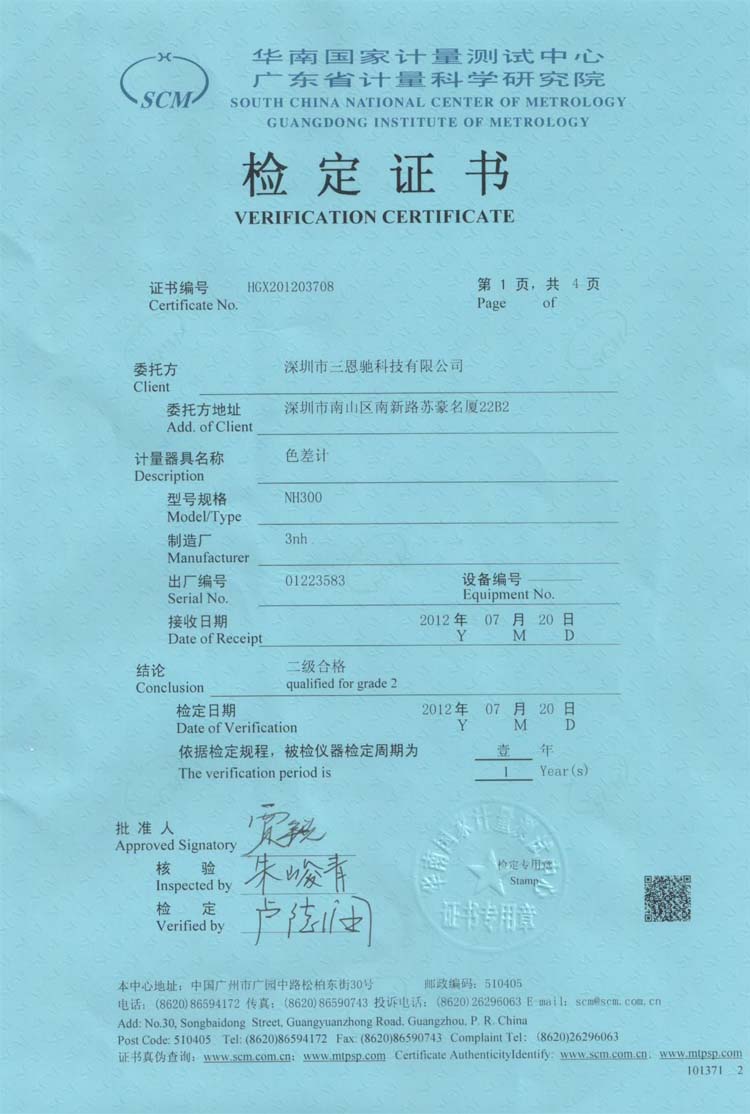 SCM
华南国家计量测试中心
广东省计量科学研究院
SOUTH CHINA NATIONAL CENTER OF METROLOGY
GUANGDONG INSTITUTE OF METROLOGY
检定证书
VERIFICATION CERTIFICATE
证书编号 HGX201203708 第 1 页，共 4 页
Certificate No. Page of
委托方 深圳市三恩驰科技有限公司
Client
委托方地址 深圳市南山区南新路苏豪名厦22B2
Add. of Client
计量器具名称 色差计
Description
型号规格 NH300
Model/Type
制造厂 3nh
Manufacturer
出厂编号 01223583 设备编号
Serial No. Equipment No.
接收日期 2012 年 07 月 20 日
Date of Receipt Y M D
结论 二级合格
Conclusion qualified for grade 2
检定日期 2012 年 07 月 20 日
Date of Verification Y M D
依据检定规程，被检仪器检定周期为 壹 年
The verification period is 1 Year(s)
批准人
Approved Signatory
核验 朱峻青
Inspected by
检定
Verified by
华南国家计量测试中心
检定专用章
Stamp
证书专用章
本中心地址：中国广州市广园中路松柏东街30号 邮政编码：510405
电话：(8620)86594172 传真：(8620)86590743 投诉电话：(8620)26296063 E-mail: scm@scm.com.cn
Add: No.30, Songbaidong Street, Guangyuanzhong Road, Guangzhou, P. R. China
Post Code: 510405 Tel: (8620)86594172 Fax: (8620)86590743 Complaint Tel: (8620)26296063
证书真伪查询：www.scm.com.cn; www.mtpsp.com Certificate AuthenticityIdentify: www.scm.com.cn, www.mtpsp.com
101371 2